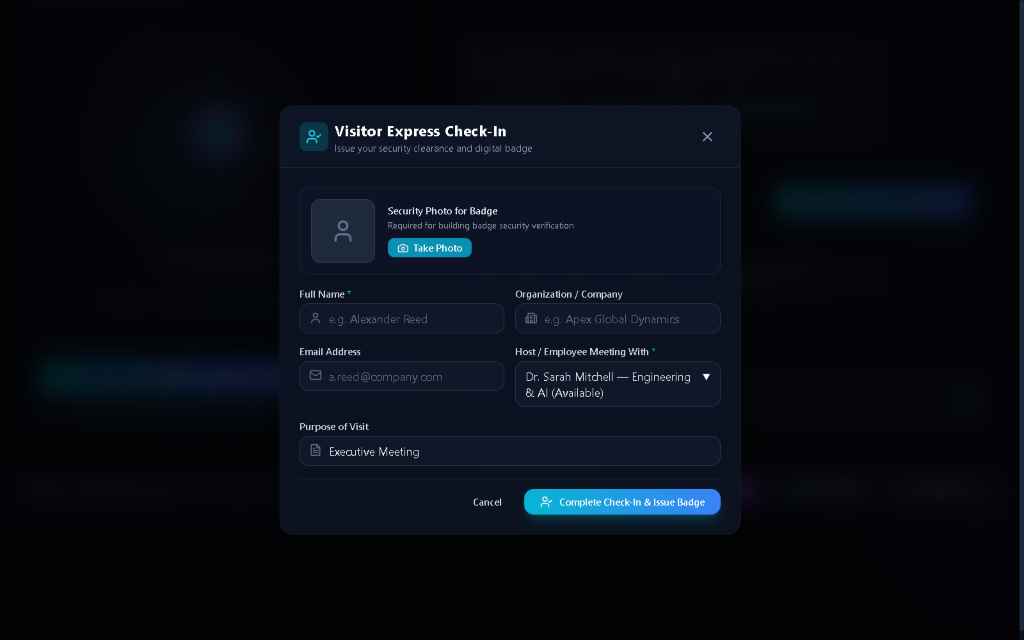 Visitor Express Check-In
Issue your security clearance and digital badge
Security Photo for Badge
Required for building badge security verification
Take Photo
Full Name *
Organization / Company
e.g. Alexander Reed
e.g. Apex Global Dynamics
Email Address
Host / Employee Meeting With *
a.reed@company.com
Dr. Sarah Mitchell — Engineering
& AI (Available)
Purpose of Visit
Executive Meeting
Cancel
Complete Check-In & Issue Badge